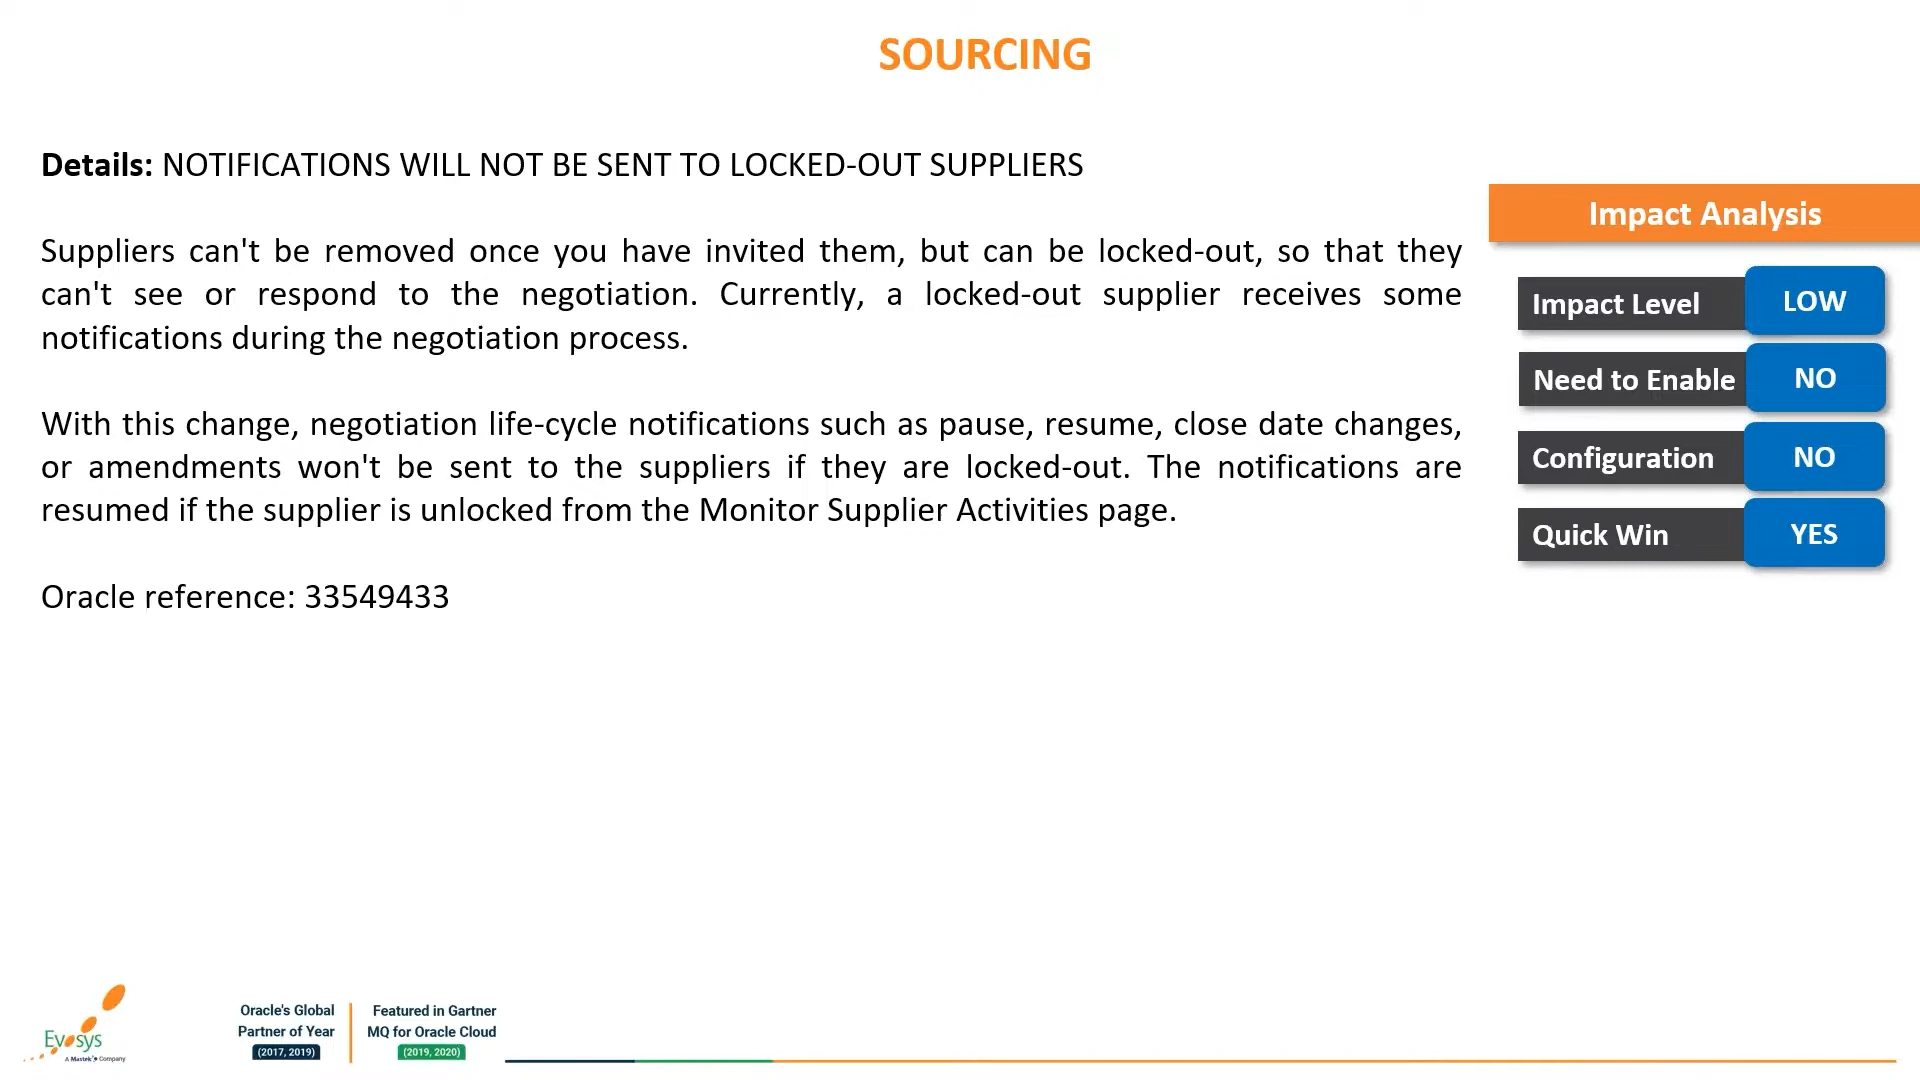 SOURCING
Details: NOTIFICATIONS WILL NOT BE SENT TO LOCKED-OUT SUPPLIERS
Suppliers can't be removed once you have invited them, but can be locked-out, so that they
can't see or respond to the negotiation. Currently, a locked-out supplier receives some
notifications during the negotiation process.
With this change, negotiation life-cycle notifications such as pause, resume, close date changes,
or amendments won't be sent to the suppliers if they are locked-out. The notifications are
resumed if the supplier is unlocked from the Monitor Supplier Activities page.
Oracle reference: 33549433
Impact Analysis
Impact Level LOW
Need to Enable NO
Configuration NO
Quick Win YES
Evosys
A Mastek Company
Oracle's Global
Partner of Year
(2017, 2019)
Featured in Gartner
MQ for Oracle Cloud
(2019, 2020)